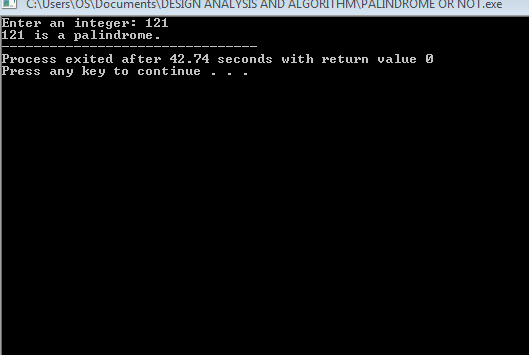 C:\Users\OS\Documents\DESIGN ANALYSIS AND ALGORITHM\PALINDROME OR NOT.exe
Enter an integer: 121
121 is a palindrome.
--------------------------------
Process exited after 42.74 seconds with return value 0
Press any key to continue . . .